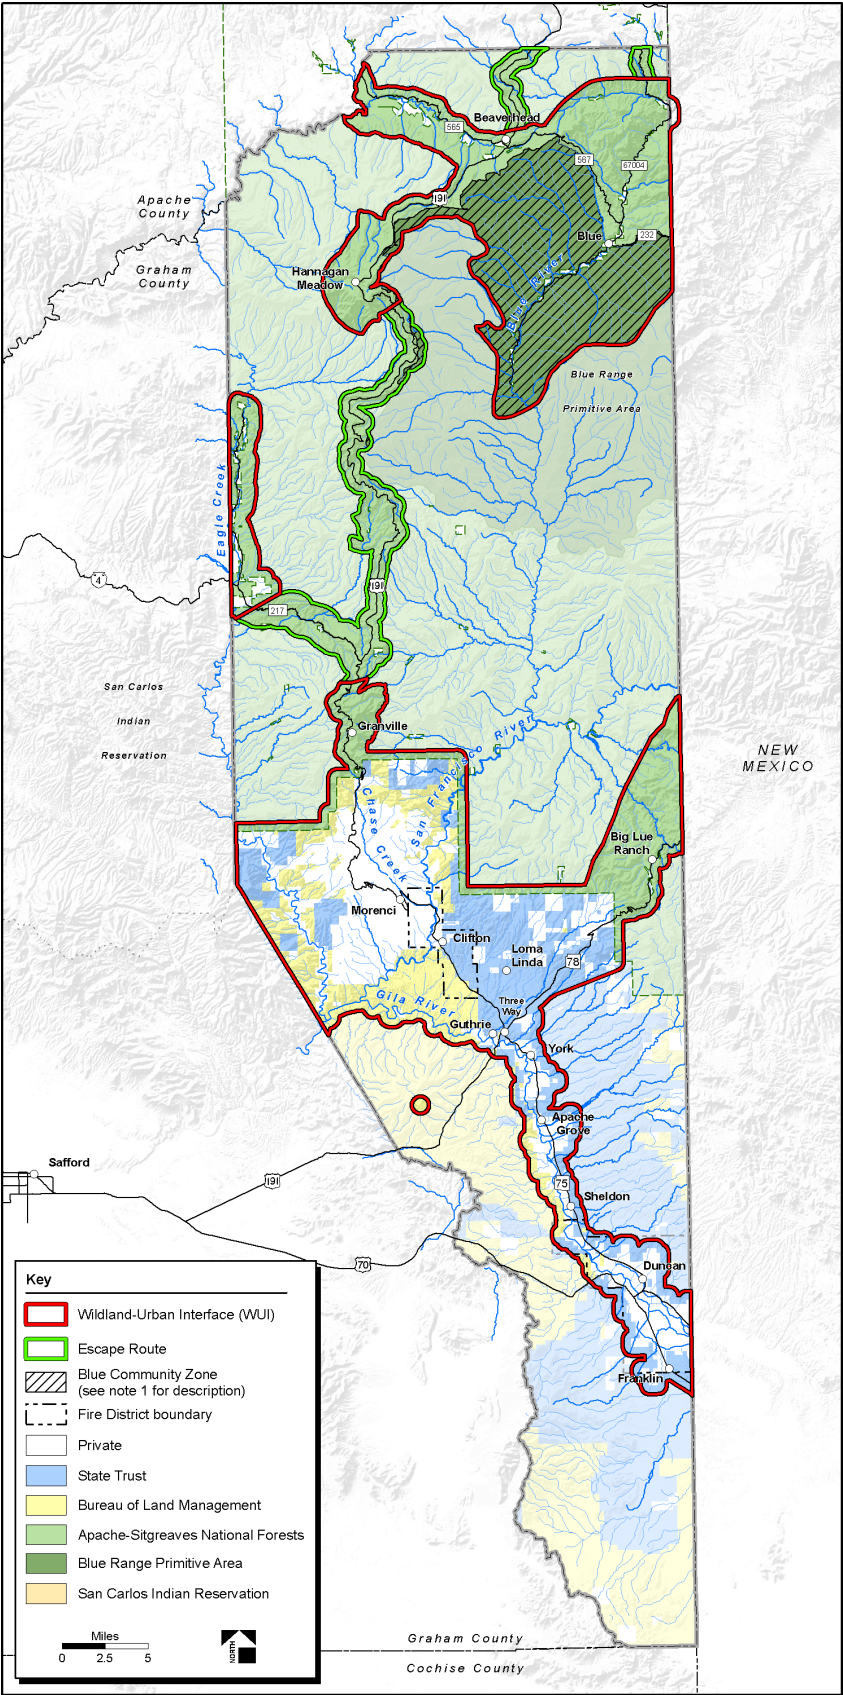 Beaverhead
565
567
67004
191
Apache
County
Graham
County
Blue
232
Hannagan
Meadow
Blue River
Blue Range
Primitive Area
Eagle Creek
4
191
217
San Carlos
Indian
Reservation
Granville
San Francisco River
NEW
MEXICO
Chase Creek
Big Lue
Ranch
Morenci
Clifton
Loma
Linda
78
Gila River
Three
Way
Guthrie
York
Apache
Grove
Safford
191
75
Sheldon
70
Duncan
Franklin
Key
Wildland-Urban Interface (WUI)
Escape Route
Blue Community Zone
(see note 1 for description)
Fire District boundary
Private
State Trust
Bureau of Land Management
Apache-Sitgreaves National Forests
Blue Range Primitive Area
San Carlos Indian Reservation
Miles
0 2.5 5
NORTH
Graham County
Cochise County